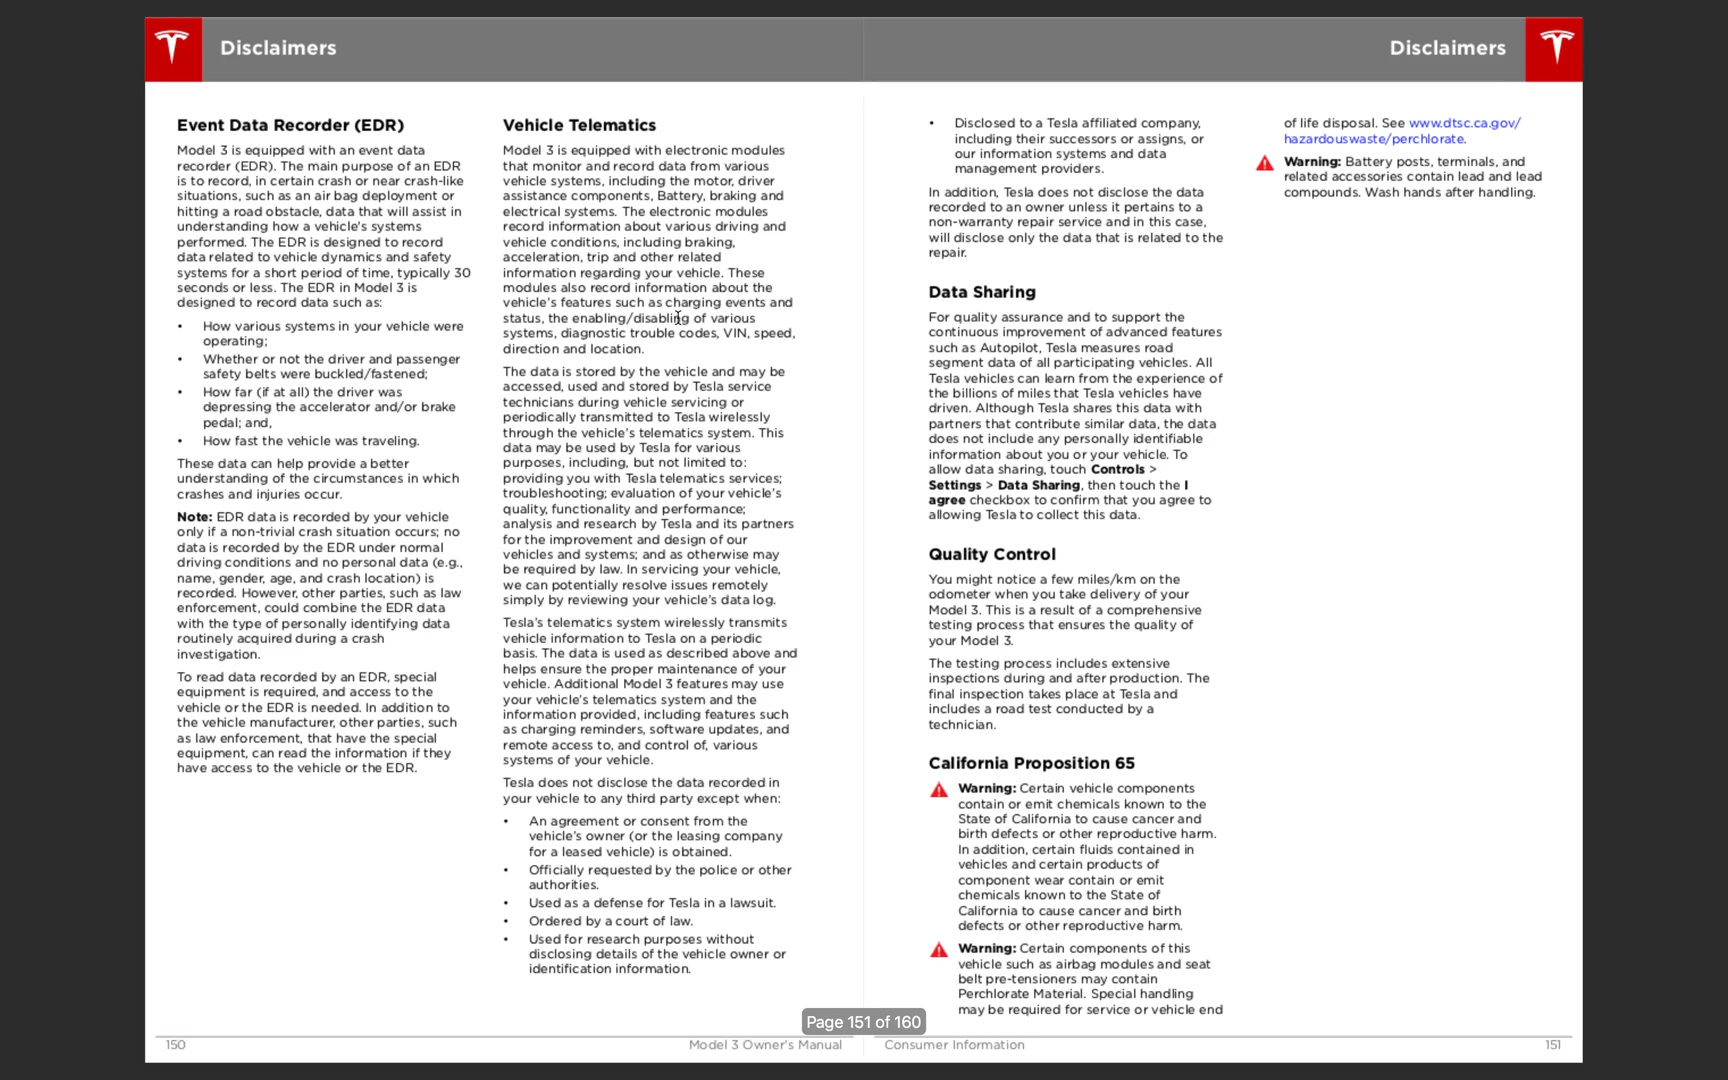 Disclaimers
Event Data Recorder (EDR)
Model 3 is equipped with an event data
recorder (EDR). The main purpose of an EDR
is to record, in certain crash or near crash-like
situations, such as an air bag deployment or
hitting a road obstacle, data that will assist in
understanding how a vehicle's systems
performed. The EDR is designed to record
data related to vehicle dynamics and safety
systems for a short period of time, typically 30
seconds or less. The EDR in Model 3 is
designed to record data such as:
• How various systems in your vehicle were
operating;
• Whether or not the driver and passenger
safety belts were buckled/fastened;
• How far (if at all) the driver was
depressing the accelerator and/or brake
pedal; and,
• How fast the vehicle was traveling.
These data can help provide a better
understanding of the circumstances in which
crashes and injuries occur.
Note: EDR data is recorded by your vehicle
only if a non-trivial crash situation occurs; no
data is recorded by the EDR under normal
driving conditions and no personal data (e.g.,
name, gender, age, and crash location) is
recorded. However, other parties, such as law
enforcement, could combine the EDR data
with the type of personally identifying data
routinely acquired during a crash
investigation.
To read data recorded by an EDR, special
equipment is required, and access to the
vehicle or the EDR is needed. In addition to
the vehicle manufacturer, other parties, such
as law enforcement, that have the special
equipment, can read the information if they
have access to the vehicle or the EDR.
Vehicle Telematics
Model 3 is equipped with electronic modules
that monitor and record data from various
vehicle systems, including the motor, driver
assistance components, Battery, braking and
electrical systems. The electronic modules
record information about various driving and
vehicle conditions, including braking,
acceleration, trip and other related
information regarding your vehicle. These
modules also record information about the
vehicle's features such as charging events and
status, the enabling/disabling of various
systems, diagnostic trouble codes, VIN, speed,
direction and location.
The data is stored by the vehicle and may be
accessed, used and stored by Tesla service
technicians during vehicle servicing or
periodically transmitted to Tesla wirelessly
through the vehicle's telematics system. This
data may be used by Tesla for various
purposes, including, but not limited to:
providing you with Tesla telematics services;
troubleshooting; evaluation of your vehicle's
quality, functionality and performance;
analysis and research by Tesla and its partners
for the improvement and design of our
vehicles and systems; and as otherwise may
be required by law. In servicing your vehicle,
we can potentially resolve issues remotely
simply by reviewing your vehicle's data log.
Tesla's telematics system wirelessly transmits
vehicle information to Tesla on a periodic
basis. The data is used as described above and
helps ensure the proper maintenance of your
vehicle. Additional Model 3 features may use
your vehicle's telematics system and the
information provided, including features such
as charging reminders, software updates, and
remote access to, and control of, various
systems of your vehicle.
Tesla does not disclose the data recorded in
your vehicle to any third party except when:
• An agreement or consent from the
vehicle's owner (or the leasing company
for a leased vehicle) is obtained.
• Officially requested by the police or other
authorities.
• Used as a defense for Tesla in a lawsuit.
• Ordered by a court of law.
• Used for research purposes without
disclosing details of the vehicle owner or
identification information.
150
Model 3 Owner's Manual
Disclaimers
• Disclosed to a Tesla affiliated company,
including their successors or assigns, or
our information systems and data
management providers.
In addition, Tesla does not disclose the data
recorded to an owner unless it pertains to a
non-warranty repair service and in this case,
will disclose only the data that is related to the
repair.
Data Sharing
For quality assurance and to support the
continuous improvement of advanced features
such as Autopilot, Tesla measures road
segment data of all participating vehicles. All
Tesla vehicles can learn from the experience of
the billions of miles that Tesla vehicles have
driven. Although Tesla shares this data with
partners that contribute similar data, the data
does not include any personally identifiable
information about you or your vehicle. To
allow data sharing, touch Controls >
Settings > Data Sharing, then touch the I
agree checkbox to confirm that you agree to
allowing Tesla to collect this data.
Quality Control
You might notice a few miles/km on the
odometer when you take delivery of your
Model 3. This is a result of a comprehensive
testing process that ensures the quality of
your Model 3.
The testing process includes extensive
inspections during and after production. The
final inspection takes place at Tesla and
includes a road test conducted by a
technician.
California Proposition 65
Warning: Certain vehicle components
contain or emit chemicals known to the
State of California to cause cancer and
birth defects or other reproductive harm.
In addition, certain fluids contained in
vehicles and certain products of
component wear contain or emit
chemicals known to the State of
California to cause cancer and birth
defects or other reproductive harm.
Warning: Certain components of this
vehicle such as airbag modules and seat
belt pre-tensioners may contain
Perchlorate Material. Special handling
may be required for service or vehicle end
of life disposal. See www.dtsc.ca.gov/
hazardouswaste/perchlorate.
Warning: Battery posts, terminals, and
related accessories contain lead and lead
compounds. Wash hands after handling.
Page 151 of 160
Consumer Information
151